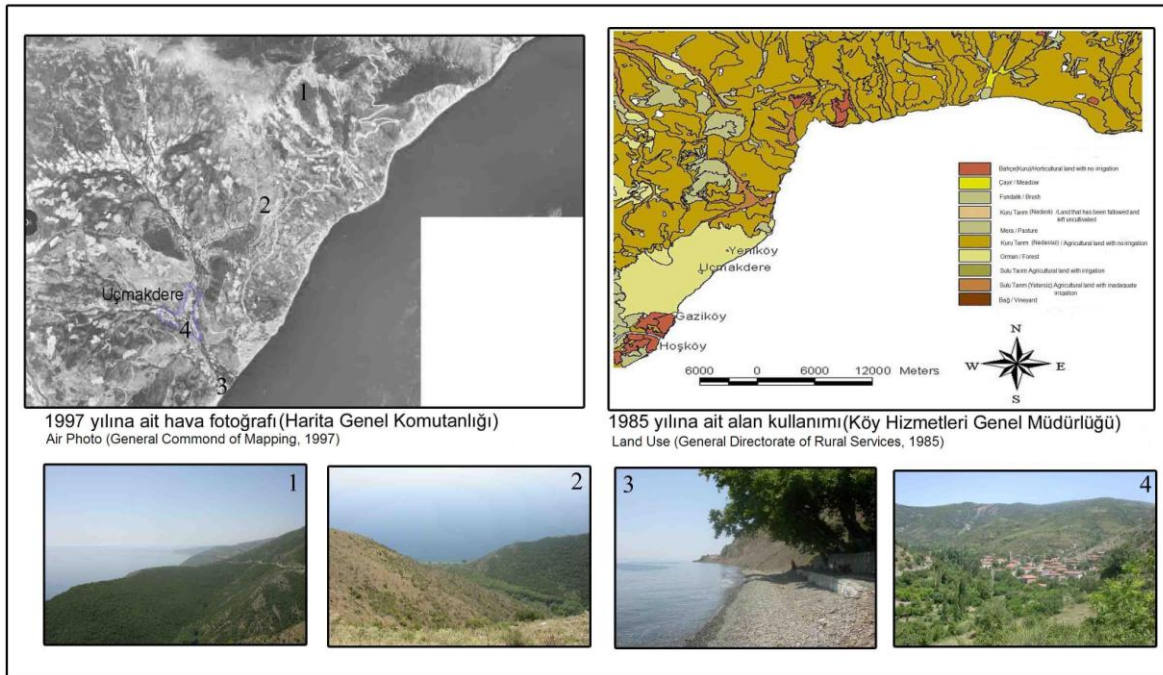 1
2
Uçmakdere
4
3
1997 yılına ait hava fotoğrafı (Harita Genel Komutanlığı)
Air Photo (General Commond of Mapping, 1997)
Bahçe(Kuru)/Horticultural land with no irrigation
Çayır / Meadow
Fundalık / Brush
Kuru Tarım (Nadaslı) /Land that has been fallowed and
left uncultivated
Mera / Pasture
Kuru Tarım (Nadassız) / Agricultural land with no irrigation
Orman / Forest
Sulu Tarım Agricultural land with irrigation
Sulu Tarım (Yetersiz) Agricultural land with inadequate
irrigation
Bağ / Vineyard
Yeniköy
Uçmakdere
Gaziköy
Hoşköy
N
W E
S
6000 0 6000 12000 Meters
1985 yılına ait alan kullanımı (Köy Hizmetleri Genel Müdürlüğü)
Land Use (General Directorate of Rural Services, 1985)
1
2
3
4